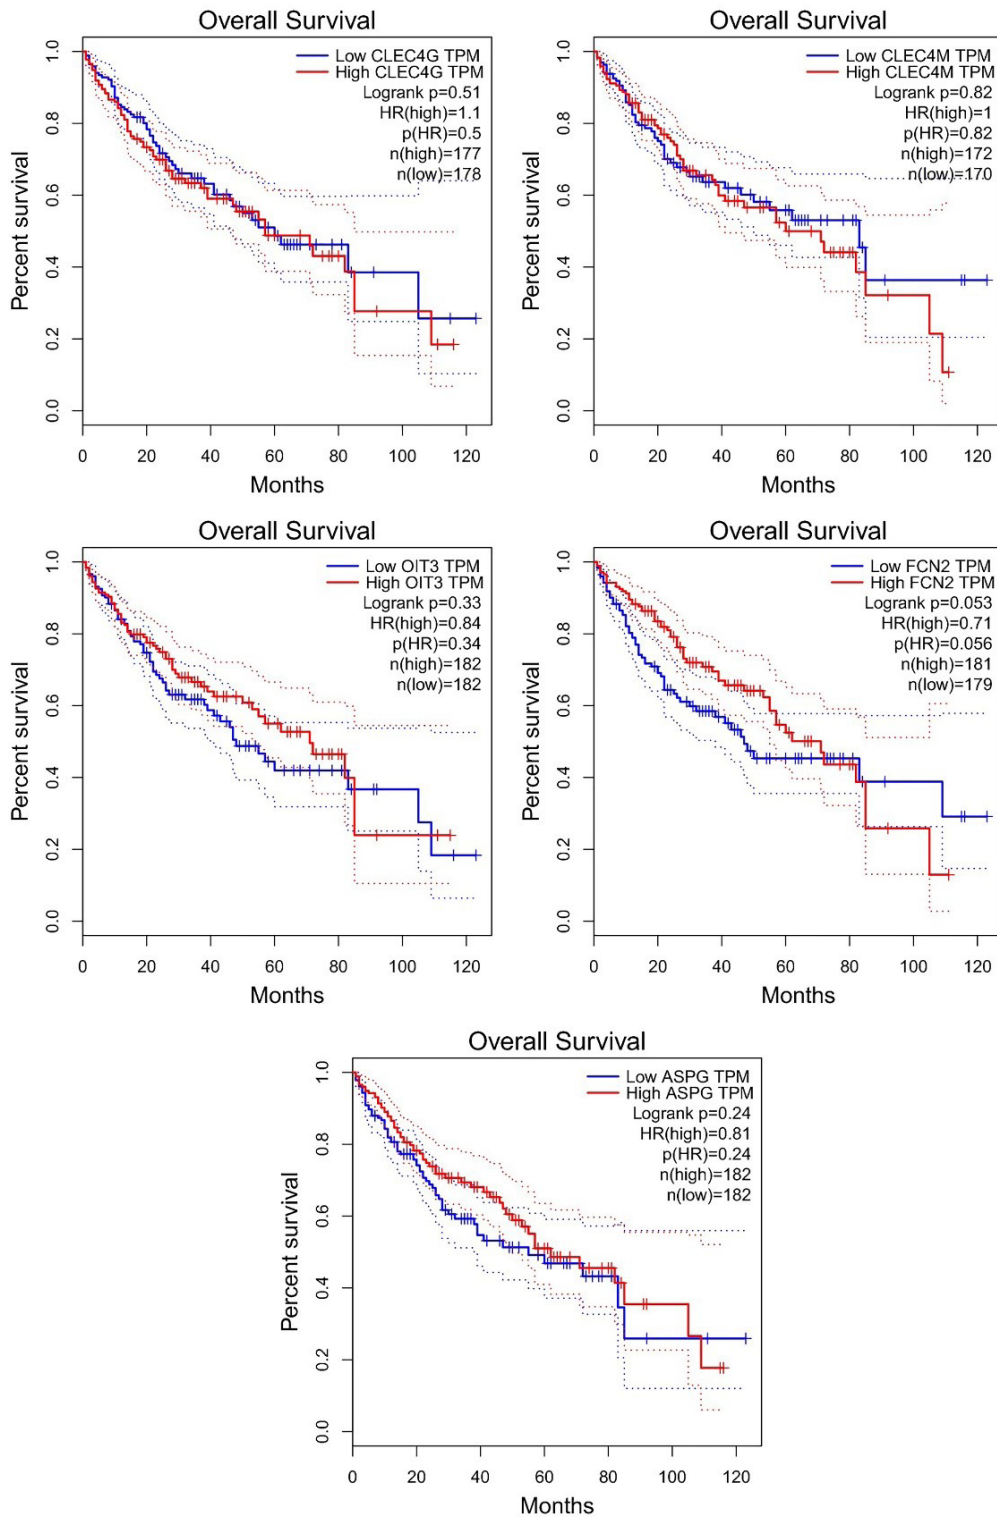 Overall Survival
Low CLEC4G TPM
High CLEC4G TPM
Logrank p=0.51
HR(high)=1.1
p(HR)=0.5
n(high)=177
n(low)=178
Percent survival
1.0
0.8
0.6
0.4
0.2
0.0
0 20 40 60 80 100 120
Months
Overall Survival
Low CLEC4M TPM
High CLEC4M TPM
Logrank p=0.82
HR(high)=1
p(HR)=0.82
n(high)=172
n(low)=170
Percent survival
1.0
0.8
0.6
0.4
0.2
0.0
0 20 40 60 80 100 120
Months
Overall Survival
Low OIT3 TPM
High OIT3 TPM
Logrank p=0.33
HR(high)=0.84
p(HR)=0.34
n(high)=182
n(low)=182
Percent survival
1.0
0.8
0.6
0.4
0.2
0.0
0 20 40 60 80 100 120
Months
Overall Survival
Low FCN2 TPM
High FCN2 TPM
Logrank p=0.053
HR(high)=0.71
p(HR)=0.056
n(high)=181
n(low)=179
Percent survival
1.0
0.8
0.6
0.4
0.2
0.0
0 20 40 60 80 100 120
Months
Overall Survival
Low ASPG TPM
High ASPG TPM
Logrank p=0.24
HR(high)=0.81
p(HR)=0.24
n(high)=182
n(low)=182
Percent survival
1.0
0.8
0.6
0.4
0.2
0.0
0 20 40 60 80 100 120
Months